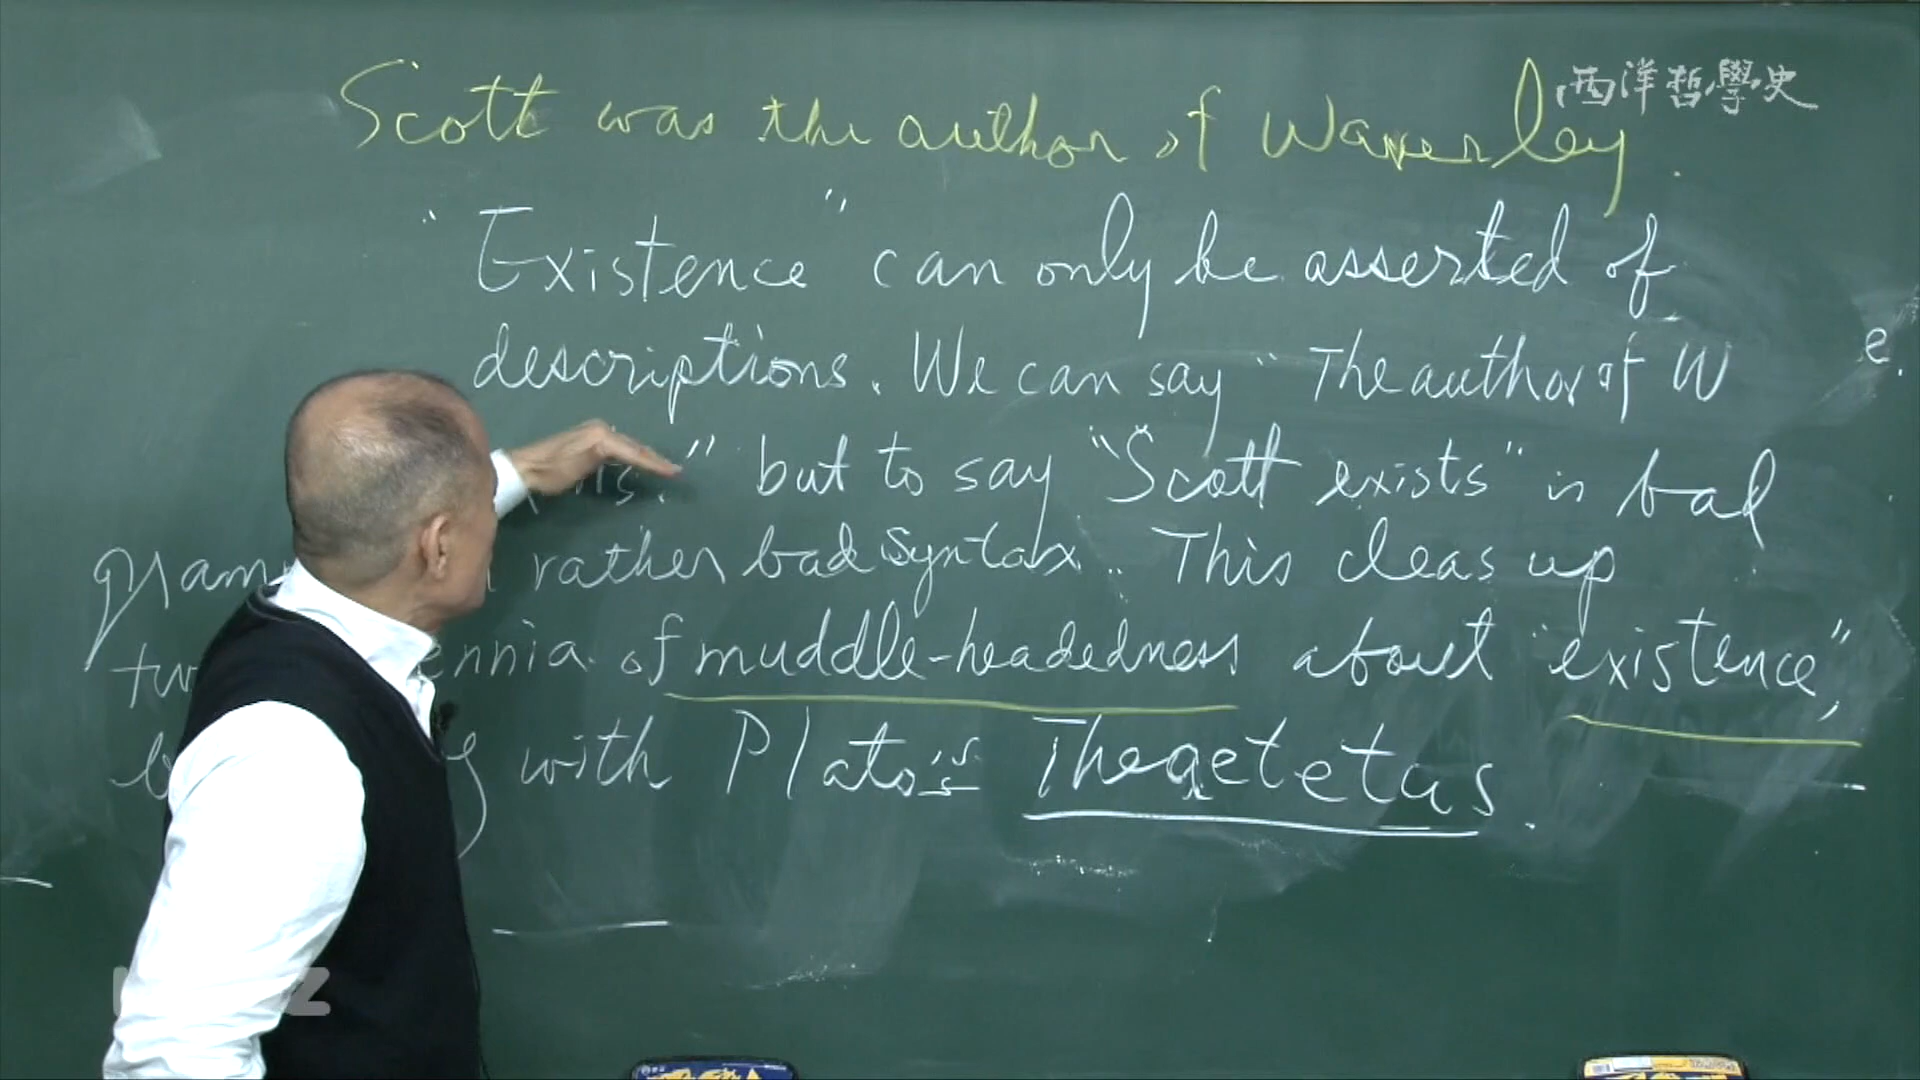 西洋哲學史
Scott was the author of Waverley.
"Existence" can only be asserted of
descriptions. We can say "The author of W
e.
" but to say "Scott exists" is bad
rather bad syntax. This cleas up
of muddle-headedness about "existence",
with Plato's Theaetetus.